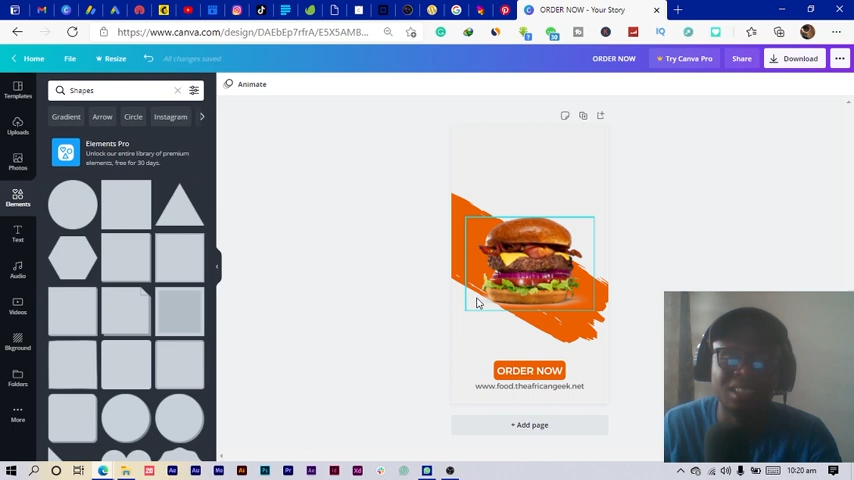 ORDER NOW - Your Story
https://www.canva.com/design/DAEbEp7rfrA/E5X5AMB...
Home
File
Resize
All changes saved
ORDER NOW
Try Canva Pro
Share
Download
Templates
Uploads
Photos
Elements
Text
Audio
Videos
Bkground
Folders
More
Shapes
Gradient
Arrow
Circle
Instagram
Elements Pro
Unlock our entire library of premium
elements, free for 30 days.
Animate
ORDER NOW
www.food.theafricangeek.net
+ Add page
10:20 am